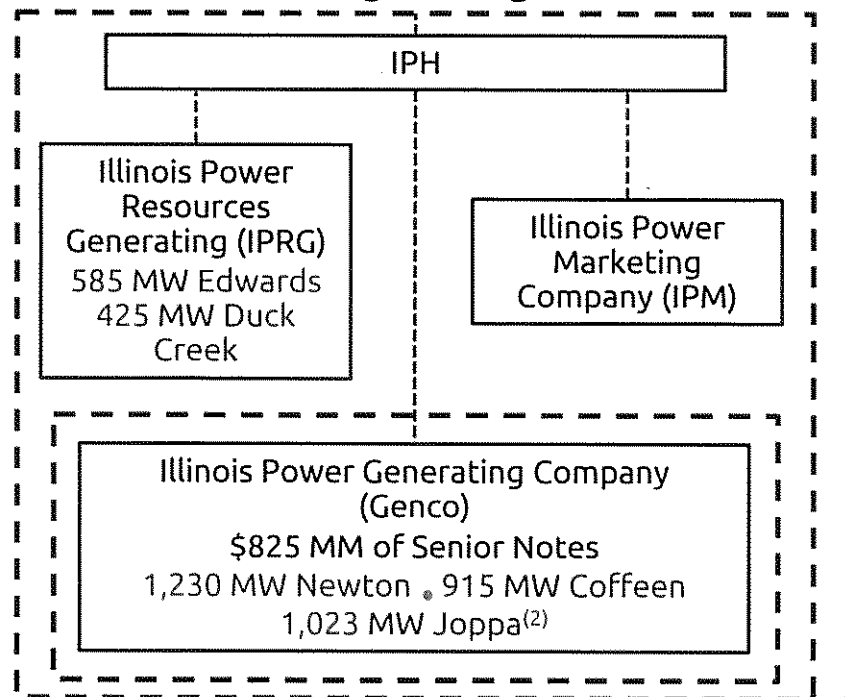 IPH
Illinois Power
Resources
Generating (IPRG)
585 MW Edwards
425 MW Duck
Creek
Illinois Power
Marketing
Company (IPM)
Illinois Power Generating Company
(Genco)
$825 MM of Senior Notes
1,230 MW Newton • 915 MW Coffeen
1,023 MW Joppa(2)